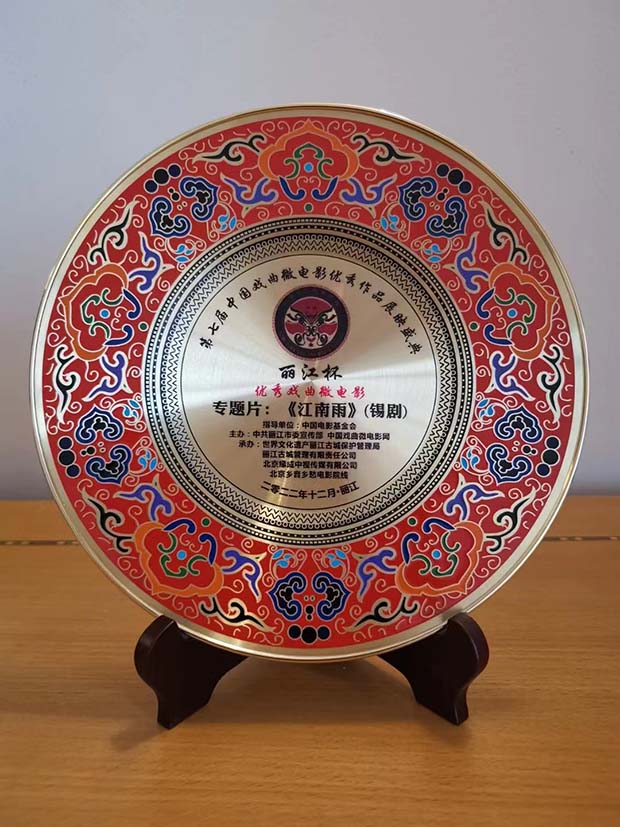 第七届中国戏曲微电影优秀作品展映盛典
丽江杯
优秀戏曲微电影
专题片：《江南雨》(锡剧)
指导单位：中国电影基金会
主办：中共丽江市委宣传部 中国戏曲微电影网
承办：世界文化遗产丽江古城保护管理局
丽江古城管理有限责任公司
北京耀成中视传媒有限公司
北京乡音乡愁电影院线
二〇二二年十二月·丽江